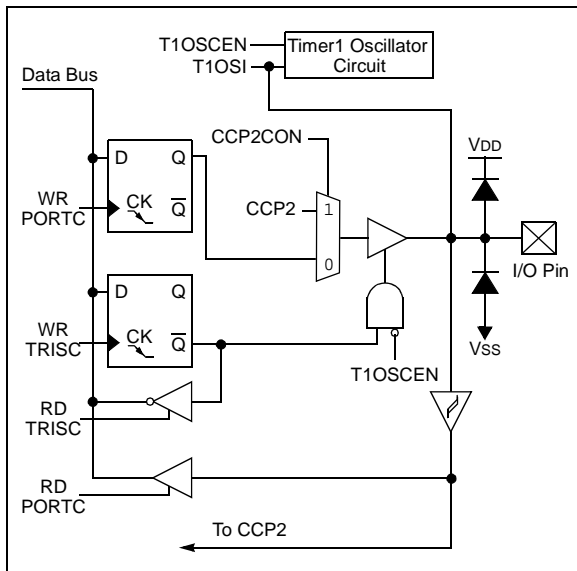 T1OSCEN
Timer1 Oscillator
Circuit
T1OSI
Data Bus
D Q
CCP2CON
VDD
WR
PORTC
CK
Q
CCP2
1
0
I/O Pin
D Q
WR
TRISC
CK
Q
VSS
T1OSCEN
RD
TRISC
RD
PORTC
To CCP2